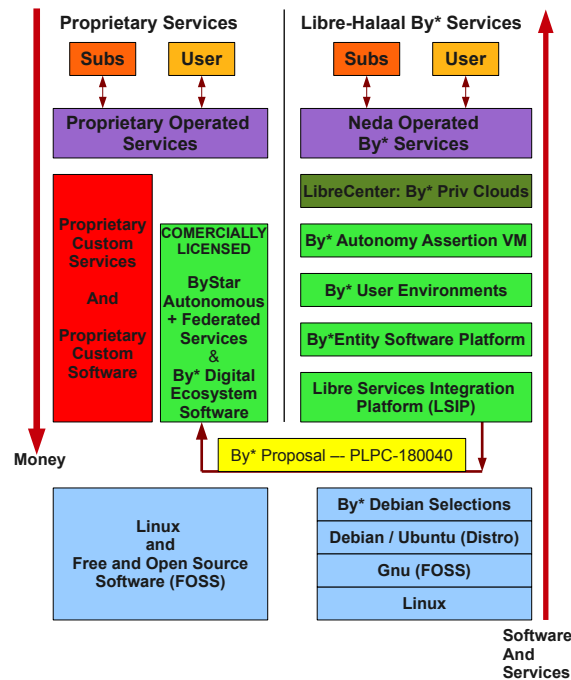 Proprietary Services
Subs
User
Proprietary Operated
Services
Proprietary
Custom
Services
And
Proprietary
Custom
Software
COMERCIALLY
LICENSED
ByStar
Autonomous
+ Federated
Services
&
By* Digital
Ecosystem
Software
Money
Libre-Halaal By* Services
Subs
User
Neda Operated
By* Services
LibreCenter: By* Priv Clouds
By* Autonomy Assertion VM
By* User Environments
By*Entity Software Platform
Libre Services Integration
Platform (LSIP)
By* Proposal –- PLPC-180040
Linux
and
Free and Open Source
Software (FOSS)
By* Debian Selections
Debian / Ubuntu (Distro)
Gnu (FOSS)
Linux
Software
And
Services